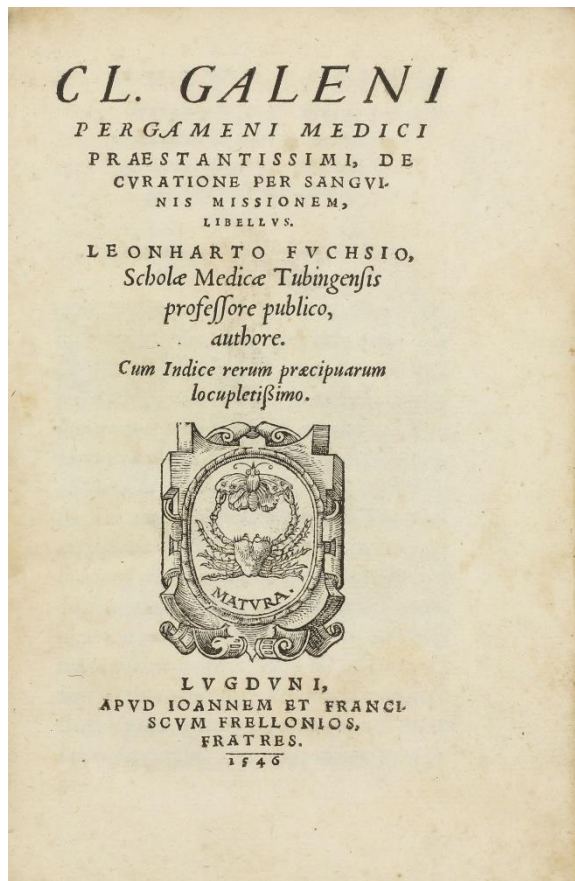 CL. GALENI
PERGAMENI MEDICI
PRAESTANTISSIMI, DE
CVRATIONE PER SANGVI-
NIS MISSIONEM,
LIBELLVS.
LEONHARTO FVCHSIO,
Scholæ Medicæ Tubingenſis
profeſſore publico,
authore.
Cum Indice rerum præcipuarum
locupletißimo.
MATVRA.
LVGDVNI,
APVD IOANNEM ET FRANCI-
SCVM FRELLONIOS,
FRATRES.
1546